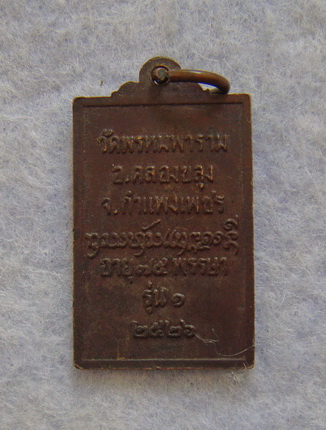 วัดพรหมพาราม
อ.คลองขลุง
จ.กำแพงเพชร
อายุ ๗๕ พรรษา
รุ่น ๑
๒๕๒๖